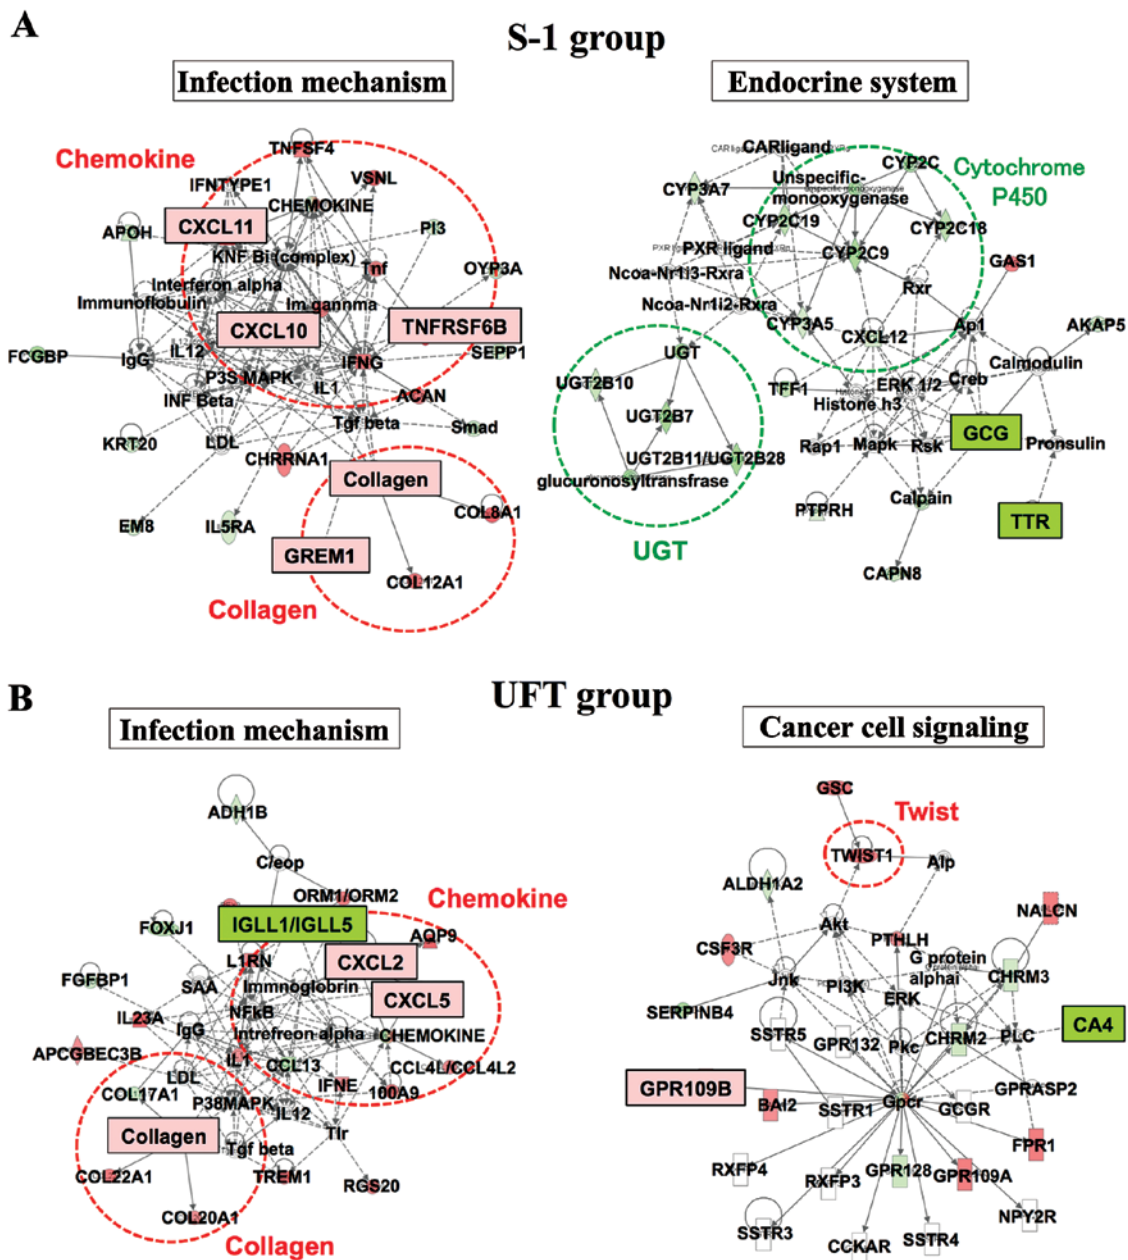 A
S-1 group
Infection mechanism
Endocrine system
Chemokine
TNFSF4
VSNL
IFNTYPE1
CHEMOKINE
CXCL11
APOH
PI3
KNF Bi (complex)
Tnf
OYP3A
Interferon alpha
Immunoflobulin
Im gannma
CXCL10
TNFRSF6B
FCGBP
IgG
IL12
IFNG
SEPP1
P3S MAPK
IL1
INF Beta
ACAN
Tgf beta
Smad
KRT20
LDL
CHRRNA1
Collagen
COL8A1
EM8
IL5RA
GREM1
COL12A1
Collagen
CARligand
CYP2C
Cytochrome
P450
Unspecific-
monooxygenase
CYP3A7
CYP2C19
CYP2C18
PXR ligand
CYP2C9
GAS1
Ncoa-Nr1i3-Rxra
Rxr
Ncoa-Nr1i2-Rxra
CYP3A5
CXCL12
Ap1
AKAP5
UGT
Calmodulin
UGT2B10
TFF1
ERK 1/2
Creb
Histone h3
UGT2B7
GCG
Rap1
Mapk
Rsk
Pronsulin
UGT2B11/UGT2B28
glucuronosyltransfrase
PTPRH
Calpain
TTR
UGT
CAPN8
B
UFT group
Infection mechanism
Cancer cell signaling
ADH1B
C/eop
ORM1/ORM2
Chemokine
IGLL1/IGLL5
FOXJ1
AQP9
L1RN
CXCL2
FGFBP1
SAA
Immnoglobrin
CXCL5
IL23A
NFkB
IgG
Intrefreon alpha
CHEMOKINE
APCGBEC3B
IL1
CCL13
CCL4L/CCL4L2
LDL
IFNE
100A9
COL17A1
P38MAPK
IL12
Collagen
Tlr
Tgf beta
COL22A1
TREM1
RGS20
COL20A1
Collagen
GSC
Twist
TWIST1
Alp
ALDH1A2
NALCN
Akt
CSF3R
PTHLH
G protein
alphai
CHRM3
Jnk
PI3K
ERK
SERPINB4
CA4
SSTR5
GPR132
Pkc
CHRM2
PLC
GPR109B
GPRASP2
BAI2
SSTR1
Gpcr
GCGR
FPR1
RXFP4
RXFP3
GPR128
GPR109A
NPY2R
SSTR3
CCKAR
SSTR4